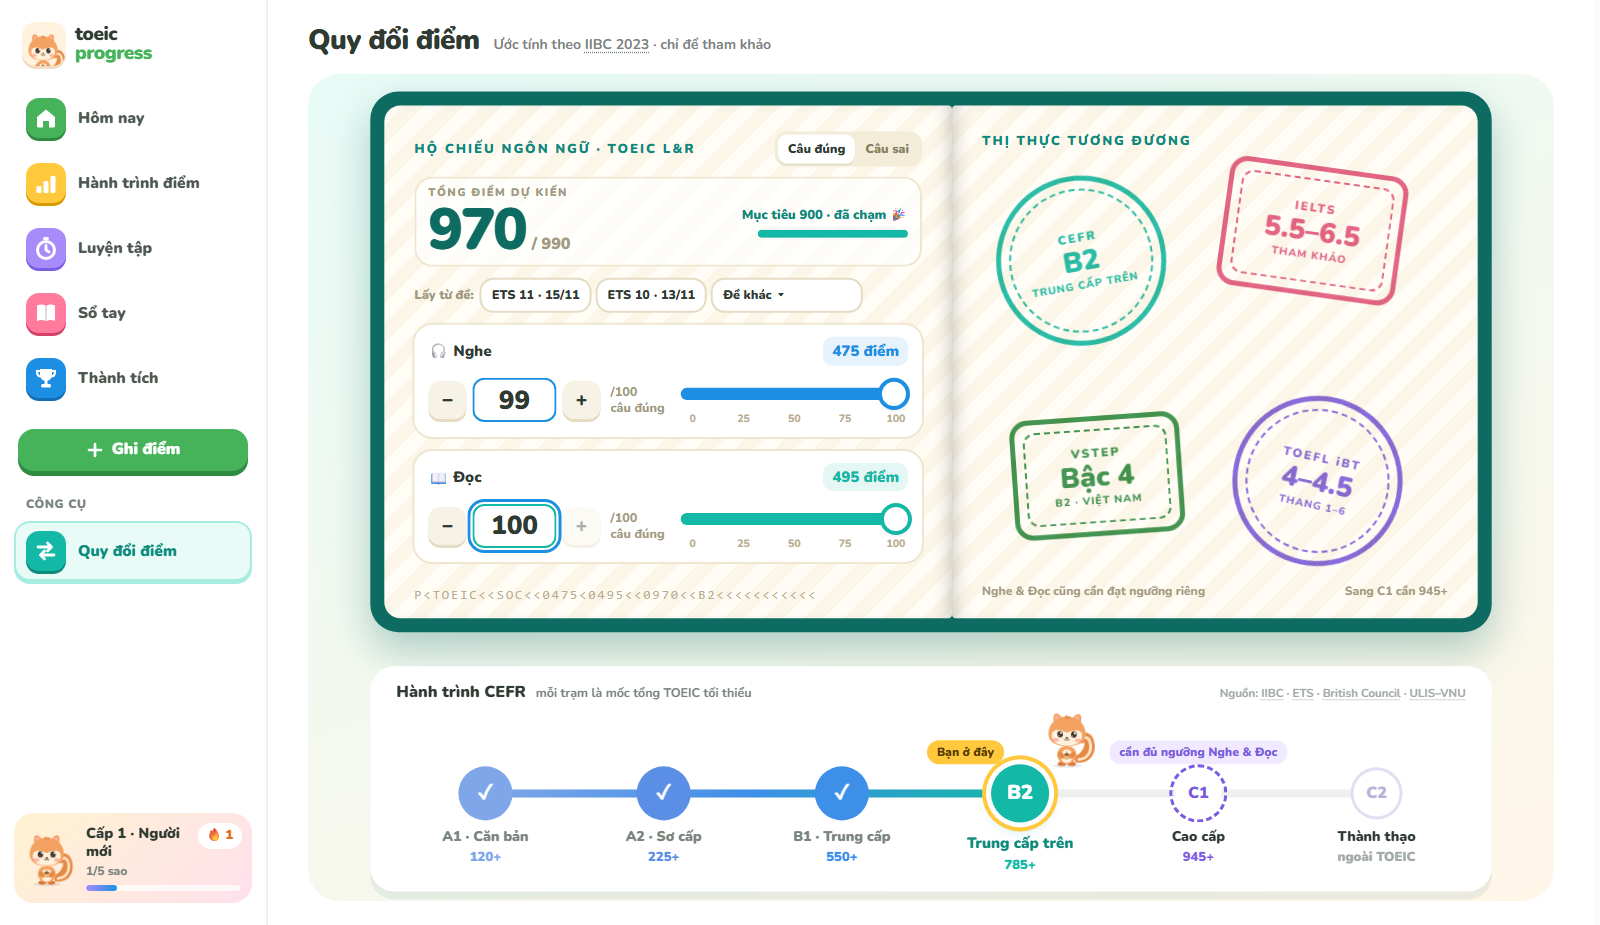 toeic
progress
Hôm nay
Hành trình điểm
Luyện tập
Sổ tay
Thành tích
+ Ghi điểm
CÔNG CỤ
Quy đổi điểm
Cấp 1 · Người
mới
🔥 1
1/5 sao
Quy đổi điểm
Ước tính theo IIBC 2023 · chỉ để tham khảo
HỘ CHIẾU NGÔN NGỮ · TOEIC L&R
Câu đúng
Câu sai
TỔNG ĐIỂM DỰ KIẾN
970 / 990
Mục tiêu 900 · đã chạm 🎉
Lấy từ đề:
ETS 11 · 15/11
ETS 10 · 13/11
Đề khác
🎧 Nghe
475 điểm
−
99
+
/100
câu đúng
0 25 50 75 100
📖 Đọc
495 điểm
−
100
+
/100
câu đúng
0 25 50 75 100
P<TOEIC<<SOC<<0475<0495<<0970<<B2<<<<<<<<<<<
THỊ THỰC TƯƠNG ĐƯƠNG
CEFR
B2
TRUNG CẤP TRÊN
IELTS
5.5–6.5
THAM KHẢO
VSTEP
Bậc 4
B2 · VIỆT NAM
TOEFL iBT
4–4.5
THANG 1–6
Nghe & Đọc cũng cần đạt ngưỡng riêng
Sang C1 cần 945+
Hành trình CEFR
mỗi trạm là mốc tổng TOEIC tối thiểu
Nguồn: IIBC · ETS · British Council · ULIS–VNU
Bạn ở đây
cần đủ ngưỡng Nghe & Đọc
✓ ✓ ✓ B2 C1 C2
A1 · Căn bản
120+
A2 · Sơ cấp
225+
B1 · Trung cấp
550+
Trung cấp trên
785+
Cao cấp
945+
Thành thạo
ngoài TOEIC